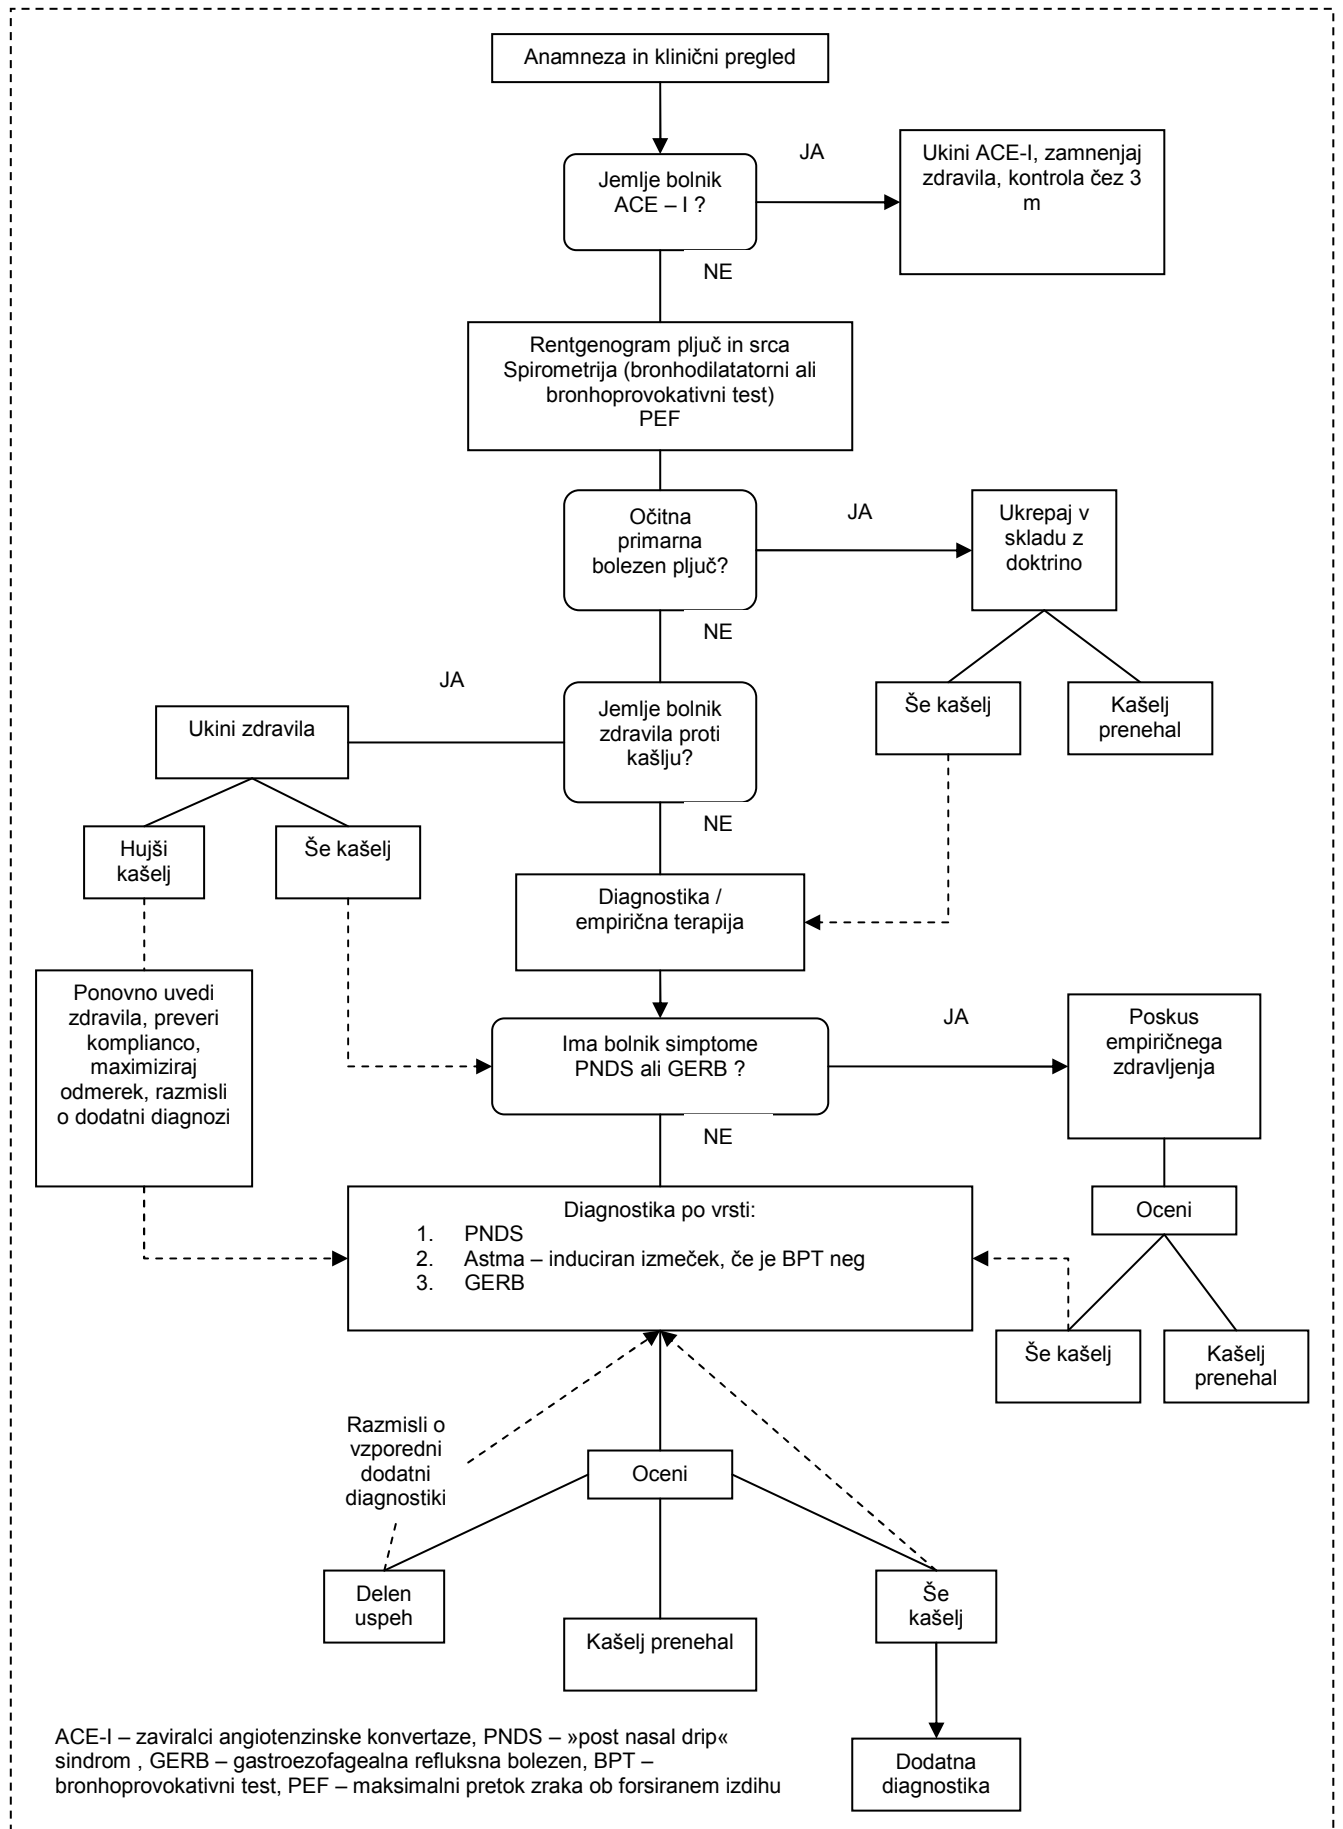 Anamneza in klinični pregled
JA
Jemlje bolnik
ACE – I ?
Ukini ACE-I, zamnenjaj
zdravila, kontrola čez 3
m
NE
Rentgenogram pljuč in srca
Spirometrija (bronhodilatatorni ali
bronhoprovokativni test)
PEF
Očitna
primarna
bolezen pljuč?
JA
Ukrepaj v
skladu z
doktrino
NE
JA
Ukini zdravila
Jemlje bolnik
zdravila proti
kašlju?
Še kašelj
Kašelj
prenehal
NE
Hujši
kašelj
Še kašelj
Diagnostika /
empirična terapija
Ponovno uvedi
zdravila, preveri
komplianco,
maximiziraj
odmerek, razmisli
o dodatni diagnozi
Ima bolnik simptome
PNDS ali GERB ?
JA
Poskus
empiričnega
zdravljenja
NE
Diagnostika po vrsti:
1. PNDS
2. Astma – induciran izmeček, če je BPT neg
3. GERB
Oceni
Še kašelj
Kašelj
prenehal
Razmisli o
vzporedni
dodatni
diagnostiki
Oceni
Delen
uspeh
Kašelj prenehal
Še
kašelj
Dodatna
diagnostika
ACE-I – zaviralci angiotenzinske konvertaze, PNDS – »post nasal drip«
sindrom , GERB – gastroezofagealna refluksna bolezen, BPT –
bronhoprovokativni test, PEF – maksimalni pretok zraka ob forsiranem izdihu